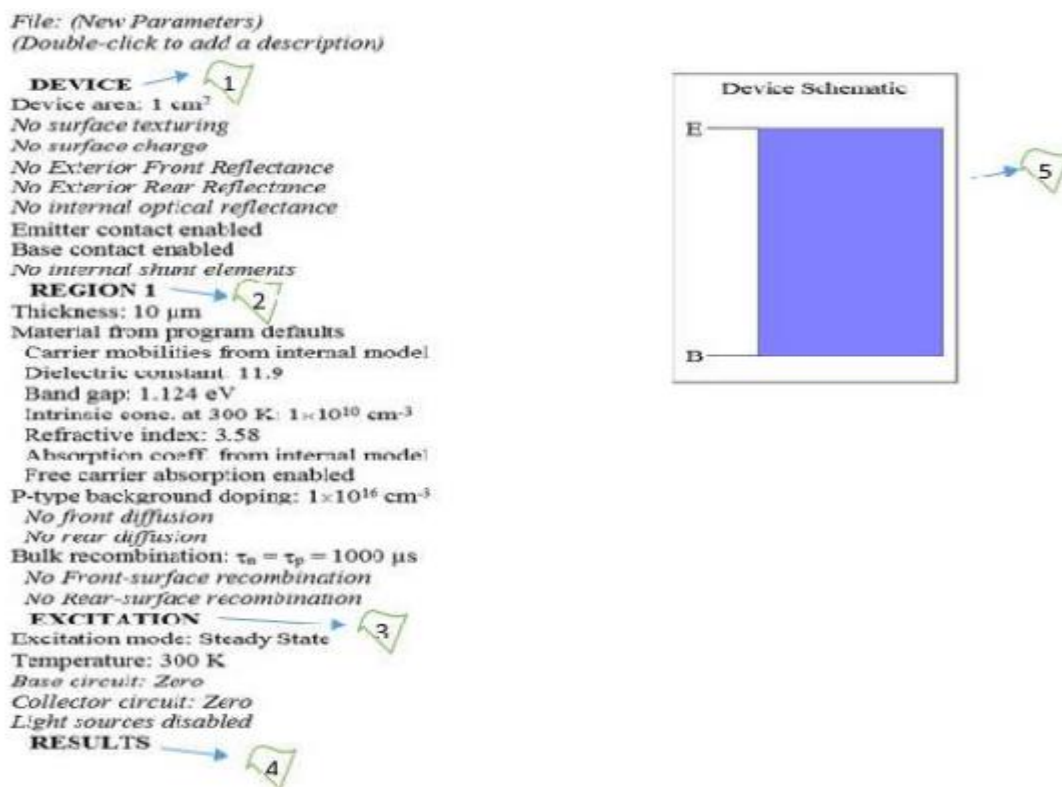 File: (New Parameters)
(Double-click to add a description)
DEVICE 1
Device area: 1 cm²
No surface texturing
No surface charge
No Exterior Front Reflectance
No Exterior Rear Reflectance
No internal optical reflectance
Emitter contact enabled
Base contact enabled
No internal shunt elements
REGION 1 2
Thickness: 10 µm
Material from program defaults
Carrier mobilities from internal model
Dielectric constant: 11.9
Band gap: 1.124 eV
Intrinsic conc. at 300 K: 1×10¹⁰ cm⁻³
Refractive index: 3.58
Absorption coeff. from internal model
Free carrier absorption enabled
P-type background doping: 1×10¹⁶ cm⁻³
No front diffusion
No rear diffusion
Bulk recombination: τₙ = τₚ = 1000 µs
No Front-surface recombination
No Rear-surface recombination
EXCITATION 3
Excitation mode: Steady State
Temperature: 300 K
Base circuit: Zero
Collector circuit: Zero
Light sources disabled
RESULTS 4
Device Schematic
E
5
B